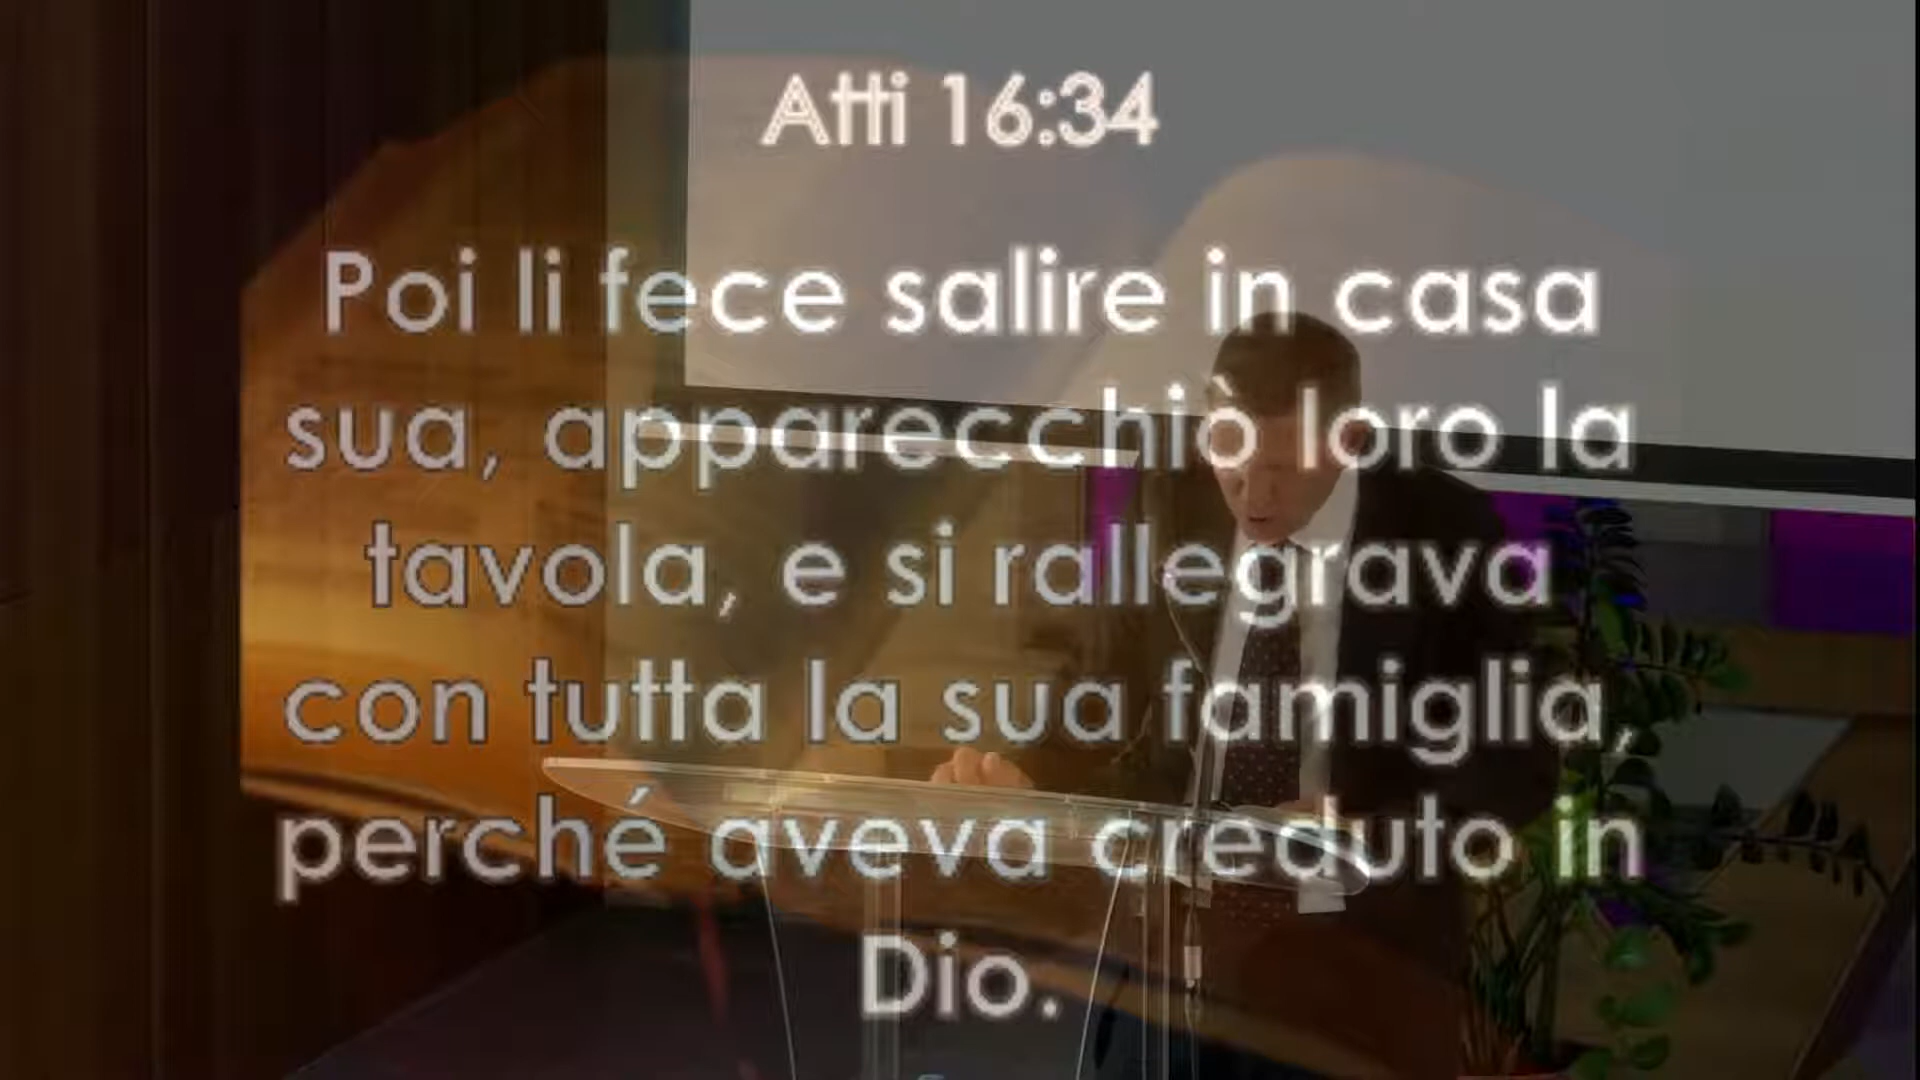 Atti 16:34
Poi li fece salire in casa
sua, apparecchiò loro la
tavola, e si rallegrava
con tutta la sua famiglia,
perché aveva creduto in
Dio.